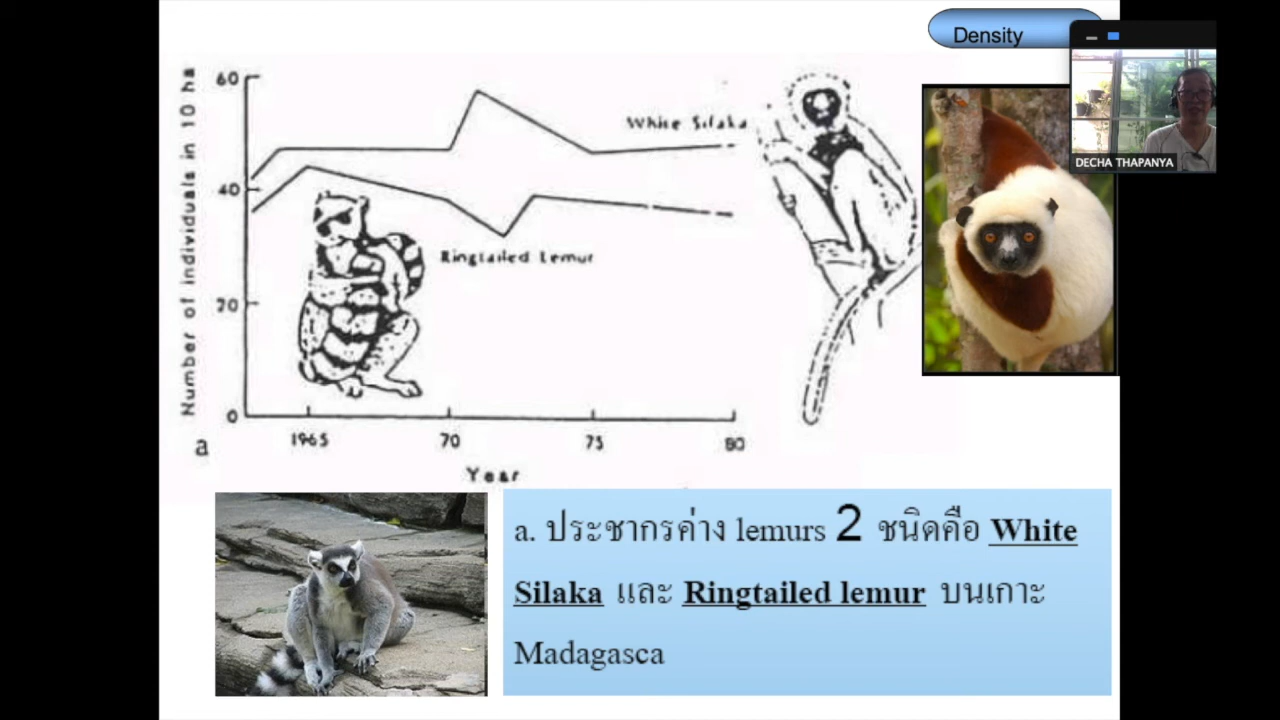 Density
DECHA THAPANYA
Number of individuals in 10 ha
60
40
20
0
White Sifaka
Ringtailed Lemur
1965
70
75
80
a
Year
a. ประชากรค่าง lemurs 2 ชนิดคือ White
Silaka และ Ringtailed lemur บนเกาะ
Madagasca